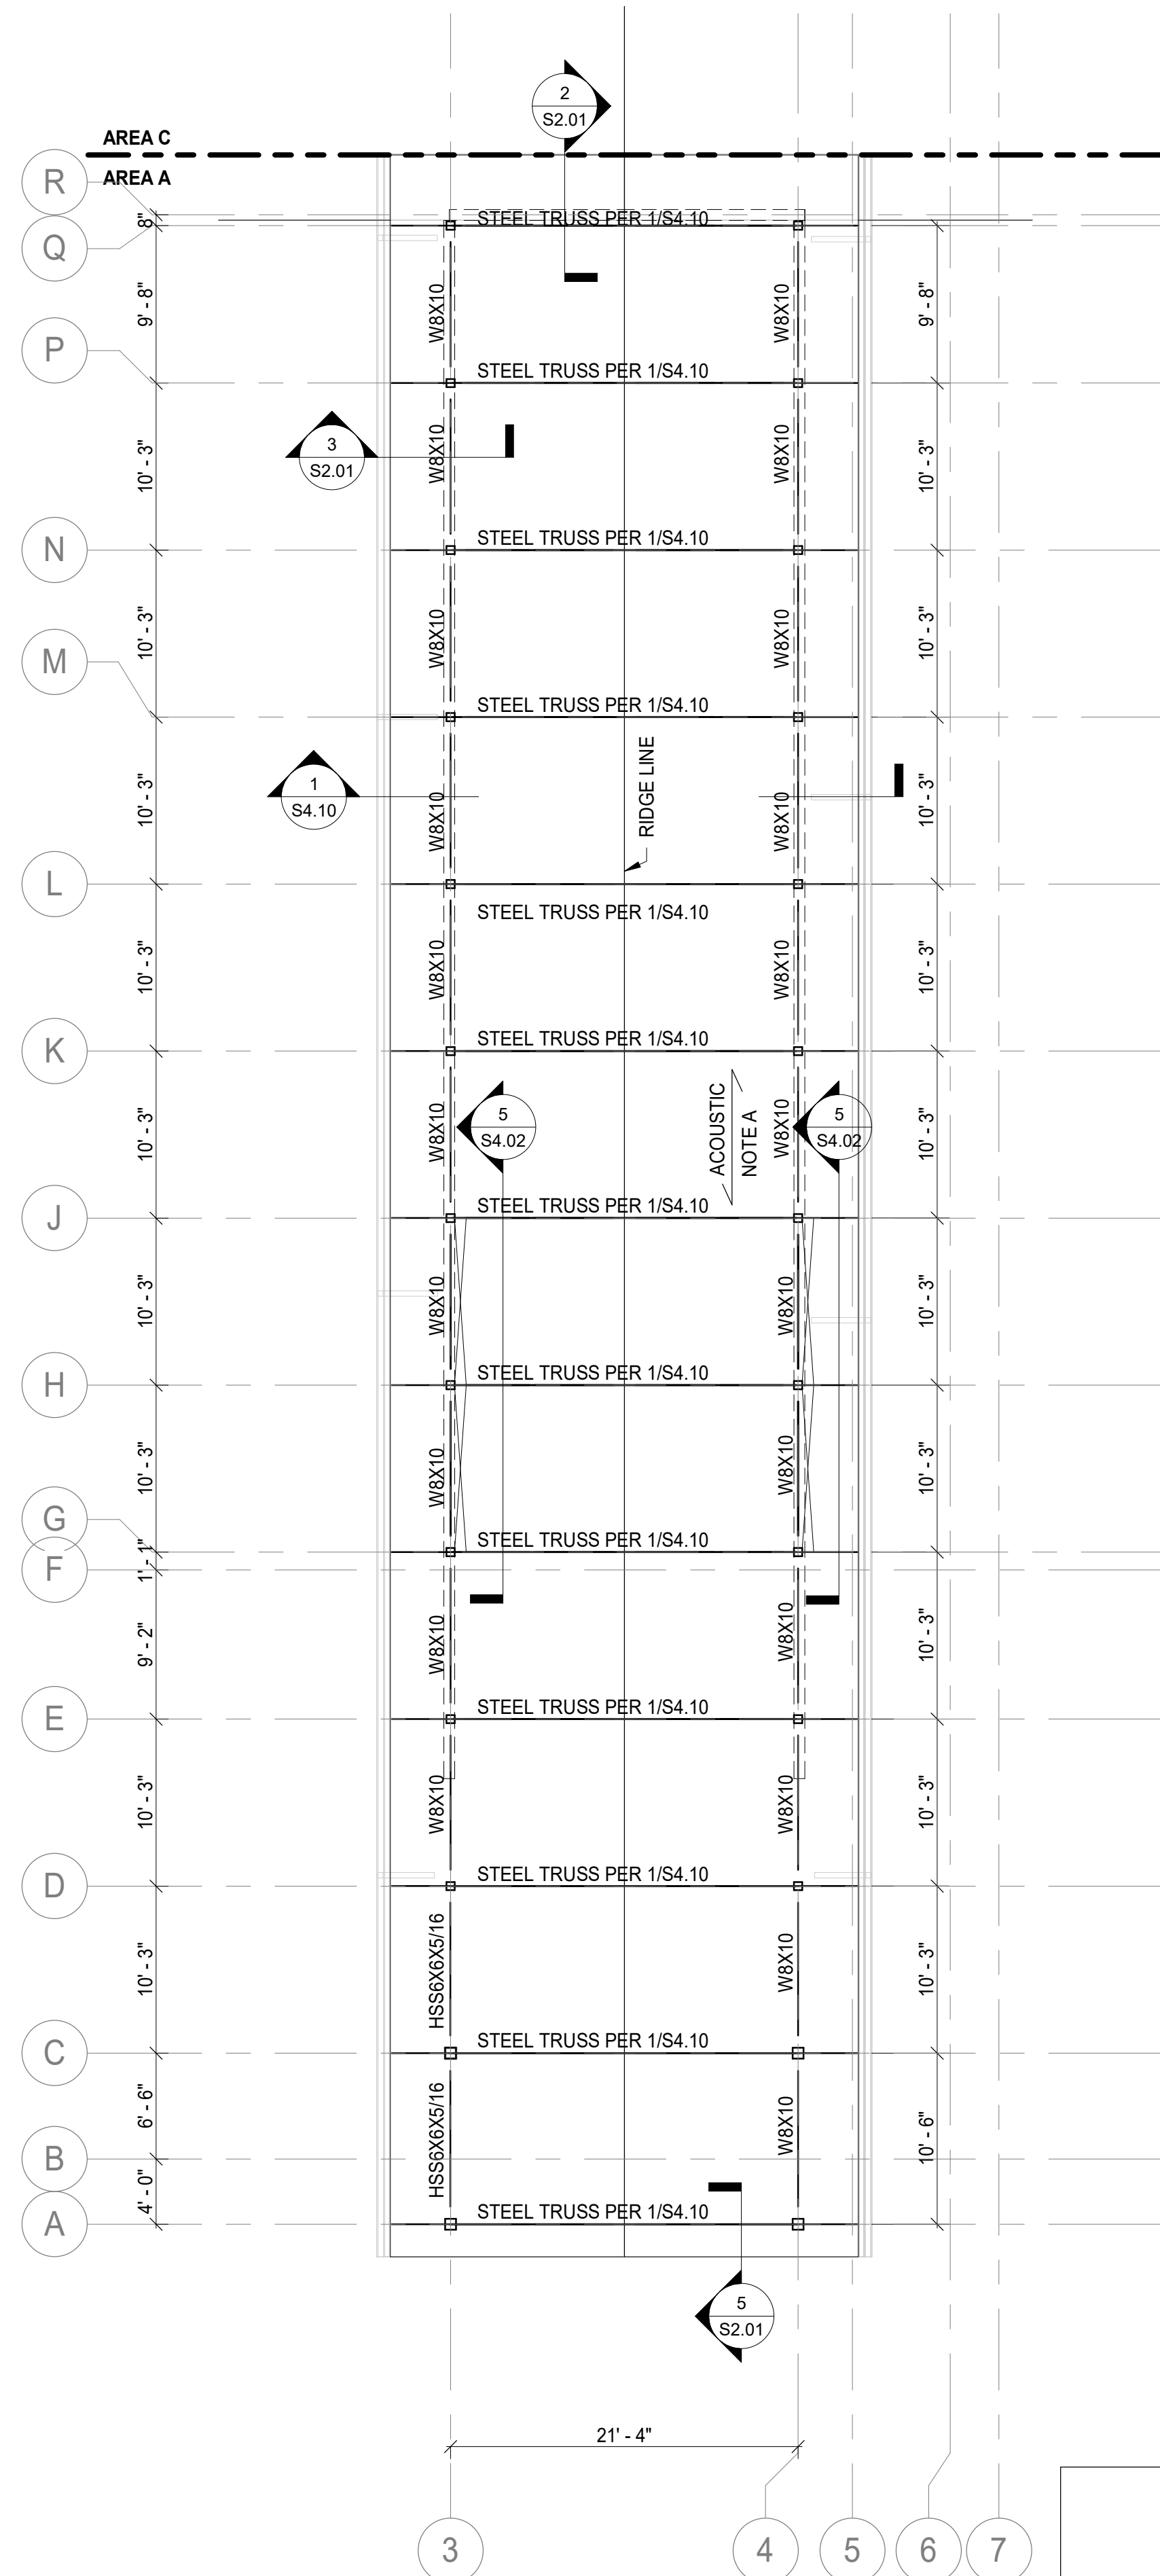 2
S2.01
AREA C
AREA A
R
8"
STEEL TRUSS PER 1/S4.10
Q
9' - 8"
W8X10
W8X10
9' - 8"
P
STEEL TRUSS PER 1/S4.10
3
S2.01
10' - 3"
W8X10
W8X10
10' - 3"
N
STEEL TRUSS PER 1/S4.10
10' - 3"
W8X10
W8X10
10' - 3"
M
STEEL TRUSS PER 1/S4.10
1
S4.10
10' - 3"
W8X10
RIDGE LINE
W8X10
10' - 3"
L
STEEL TRUSS PER 1/S4.10
10' - 3"
W8X10
W8X10
10' - 3"
K
STEEL TRUSS PER 1/S4.10
10' - 3"
W8X10
5
S4.02
ACOUSTIC
NOTE A
W8X10
5
S4.02
10' - 3"
J
STEEL TRUSS PER 1/S4.10
10' - 3"
W8X10
W8X10
10' - 3"
H
STEEL TRUSS PER 1/S4.10
10' - 3"
W8X10
W8X10
10' - 3"
G
STEEL TRUSS PER 1/S4.10
1' - 1"
F
9' - 2"
W8X10
W8X10
10' - 3"
E
STEEL TRUSS PER 1/S4.10
10' - 3"
W8X10
W8X10
10' - 3"
D
STEEL TRUSS PER 1/S4.10
10' - 3"
HSS6X6X5/16
W8X10
10' - 3"
C
STEEL TRUSS PER 1/S4.10
6' - 6"
HSS6X6X5/16
W8X10
10' - 6"
B
4' - 0"
A
STEEL TRUSS PER 1/S4.10
5
S2.01
21' - 4"
3
4
5
6
7